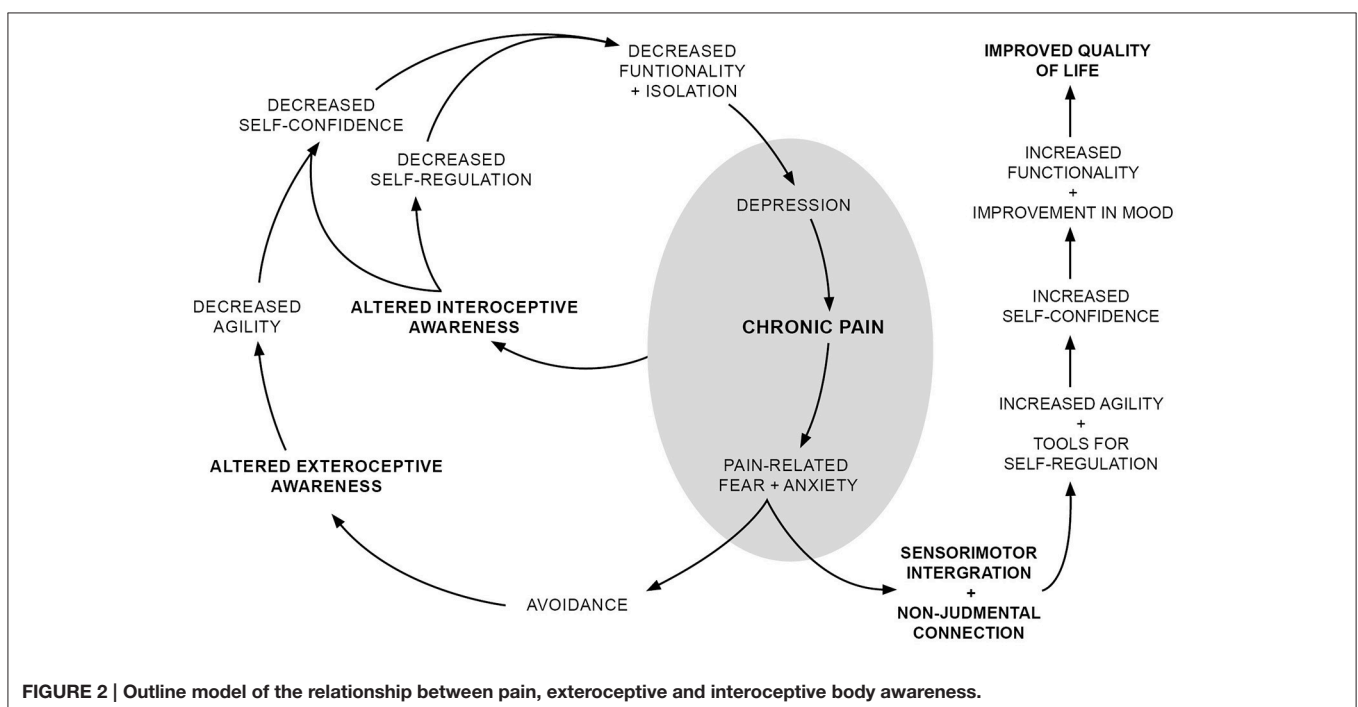 DECREASED
FUNTIONALITY
+ ISOLATION
IMPROVED QUALITY
OF LIFE
DECREASED
SELF-CONFIDENCE
DECREASED
SELF-REGULATION
INCREASED
FUNCTIONALITY
+
IMPROVEMENT IN MOOD
DEPRESSION
DECREASED
AGILITY
ALTERED INTEROCEPTIVE
AWARENESS
CHRONIC PAIN
INCREASED
SELF-CONFIDENCE
INCREASED AGILITY
+
TOOLS FOR
SELF-REGULATION
ALTERED EXTEROCEPTIVE
AWARENESS
PAIN-RELATED
FEAR + ANXIETY
SENSORIMOTOR
INTERGRATION
+
NON-JUDMENTAL
CONNECTION
AVOIDANCE
FIGURE 2 | Outline model of the relationship between pain, exteroceptive and interoceptive body awareness.